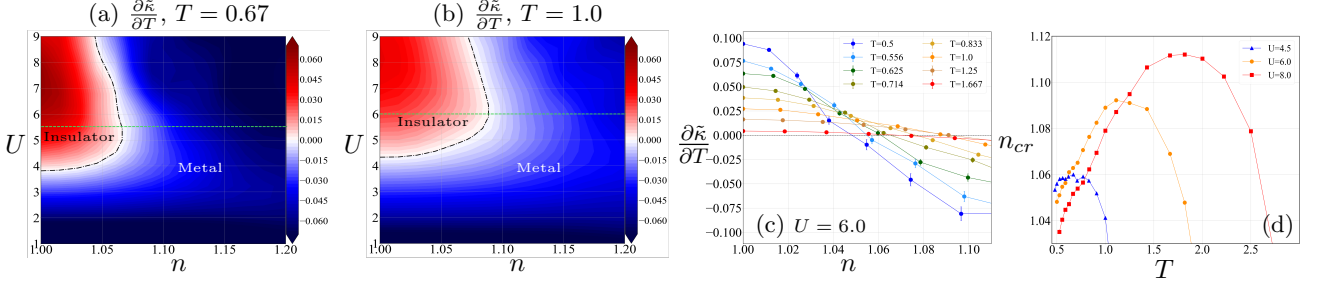 (a) ∂κ̃/∂T, T = 0.67
U
9
8
7
6
5
4
3
2
1
Insulator
Metal
1.00 1.05 1.10 1.15 1.20
n
0.060
0.045
0.030
0.015
0.000
−0.015
−0.030
−0.045
−0.060
(b) ∂κ̃/∂T, T = 1.0
U
9
8
7
6
5
4
3
2
1
Insulator
Metal
1.00 1.05 1.10 1.15 1.20
n
0.060
0.045
0.030
0.015
0.000
−0.015
−0.030
−0.045
−0.060
∂κ̃/∂T
0.100
0.075
0.050
0.025
0.000
−0.025
−0.050
−0.075
−0.100
T=0.5 T=0.833
T=0.556 T=1.0
T=0.625 T=1.25
T=0.714 T=1.667
(c) U = 6.0
1.00 1.02 1.04 1.06 1.08 1.10
n
n_cr
1.12
1.10
1.08
1.06
1.04
U=4.5
U=6.0
U=8.0
(d)
0.5 1.0 1.5 2.0 2.5
T